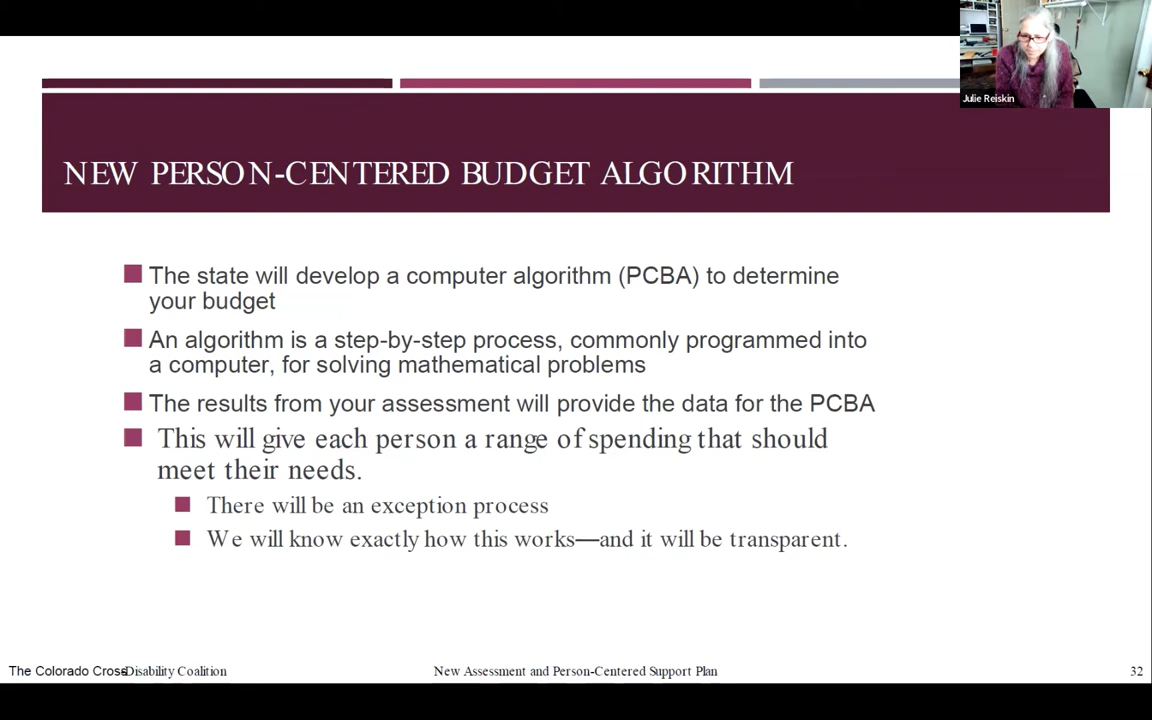 Julie Reiskin
NEW PERSON-CENTERED BUDGET ALGORITHM
The state will develop a computer algorithm (PCBA) to determine
your budget
An algorithm is a step-by-step process, commonly programmed into
a computer, for solving mathematical problems
The results from your assessment will provide the data for the PCBA
This will give each person a range of spending that should
meet their needs.
There will be an exception process
We will know exactly how this works—and it will be transparent.
The Colorado Cross-Disability Coalition
New Assessment and Person-Centered Support Plan
32